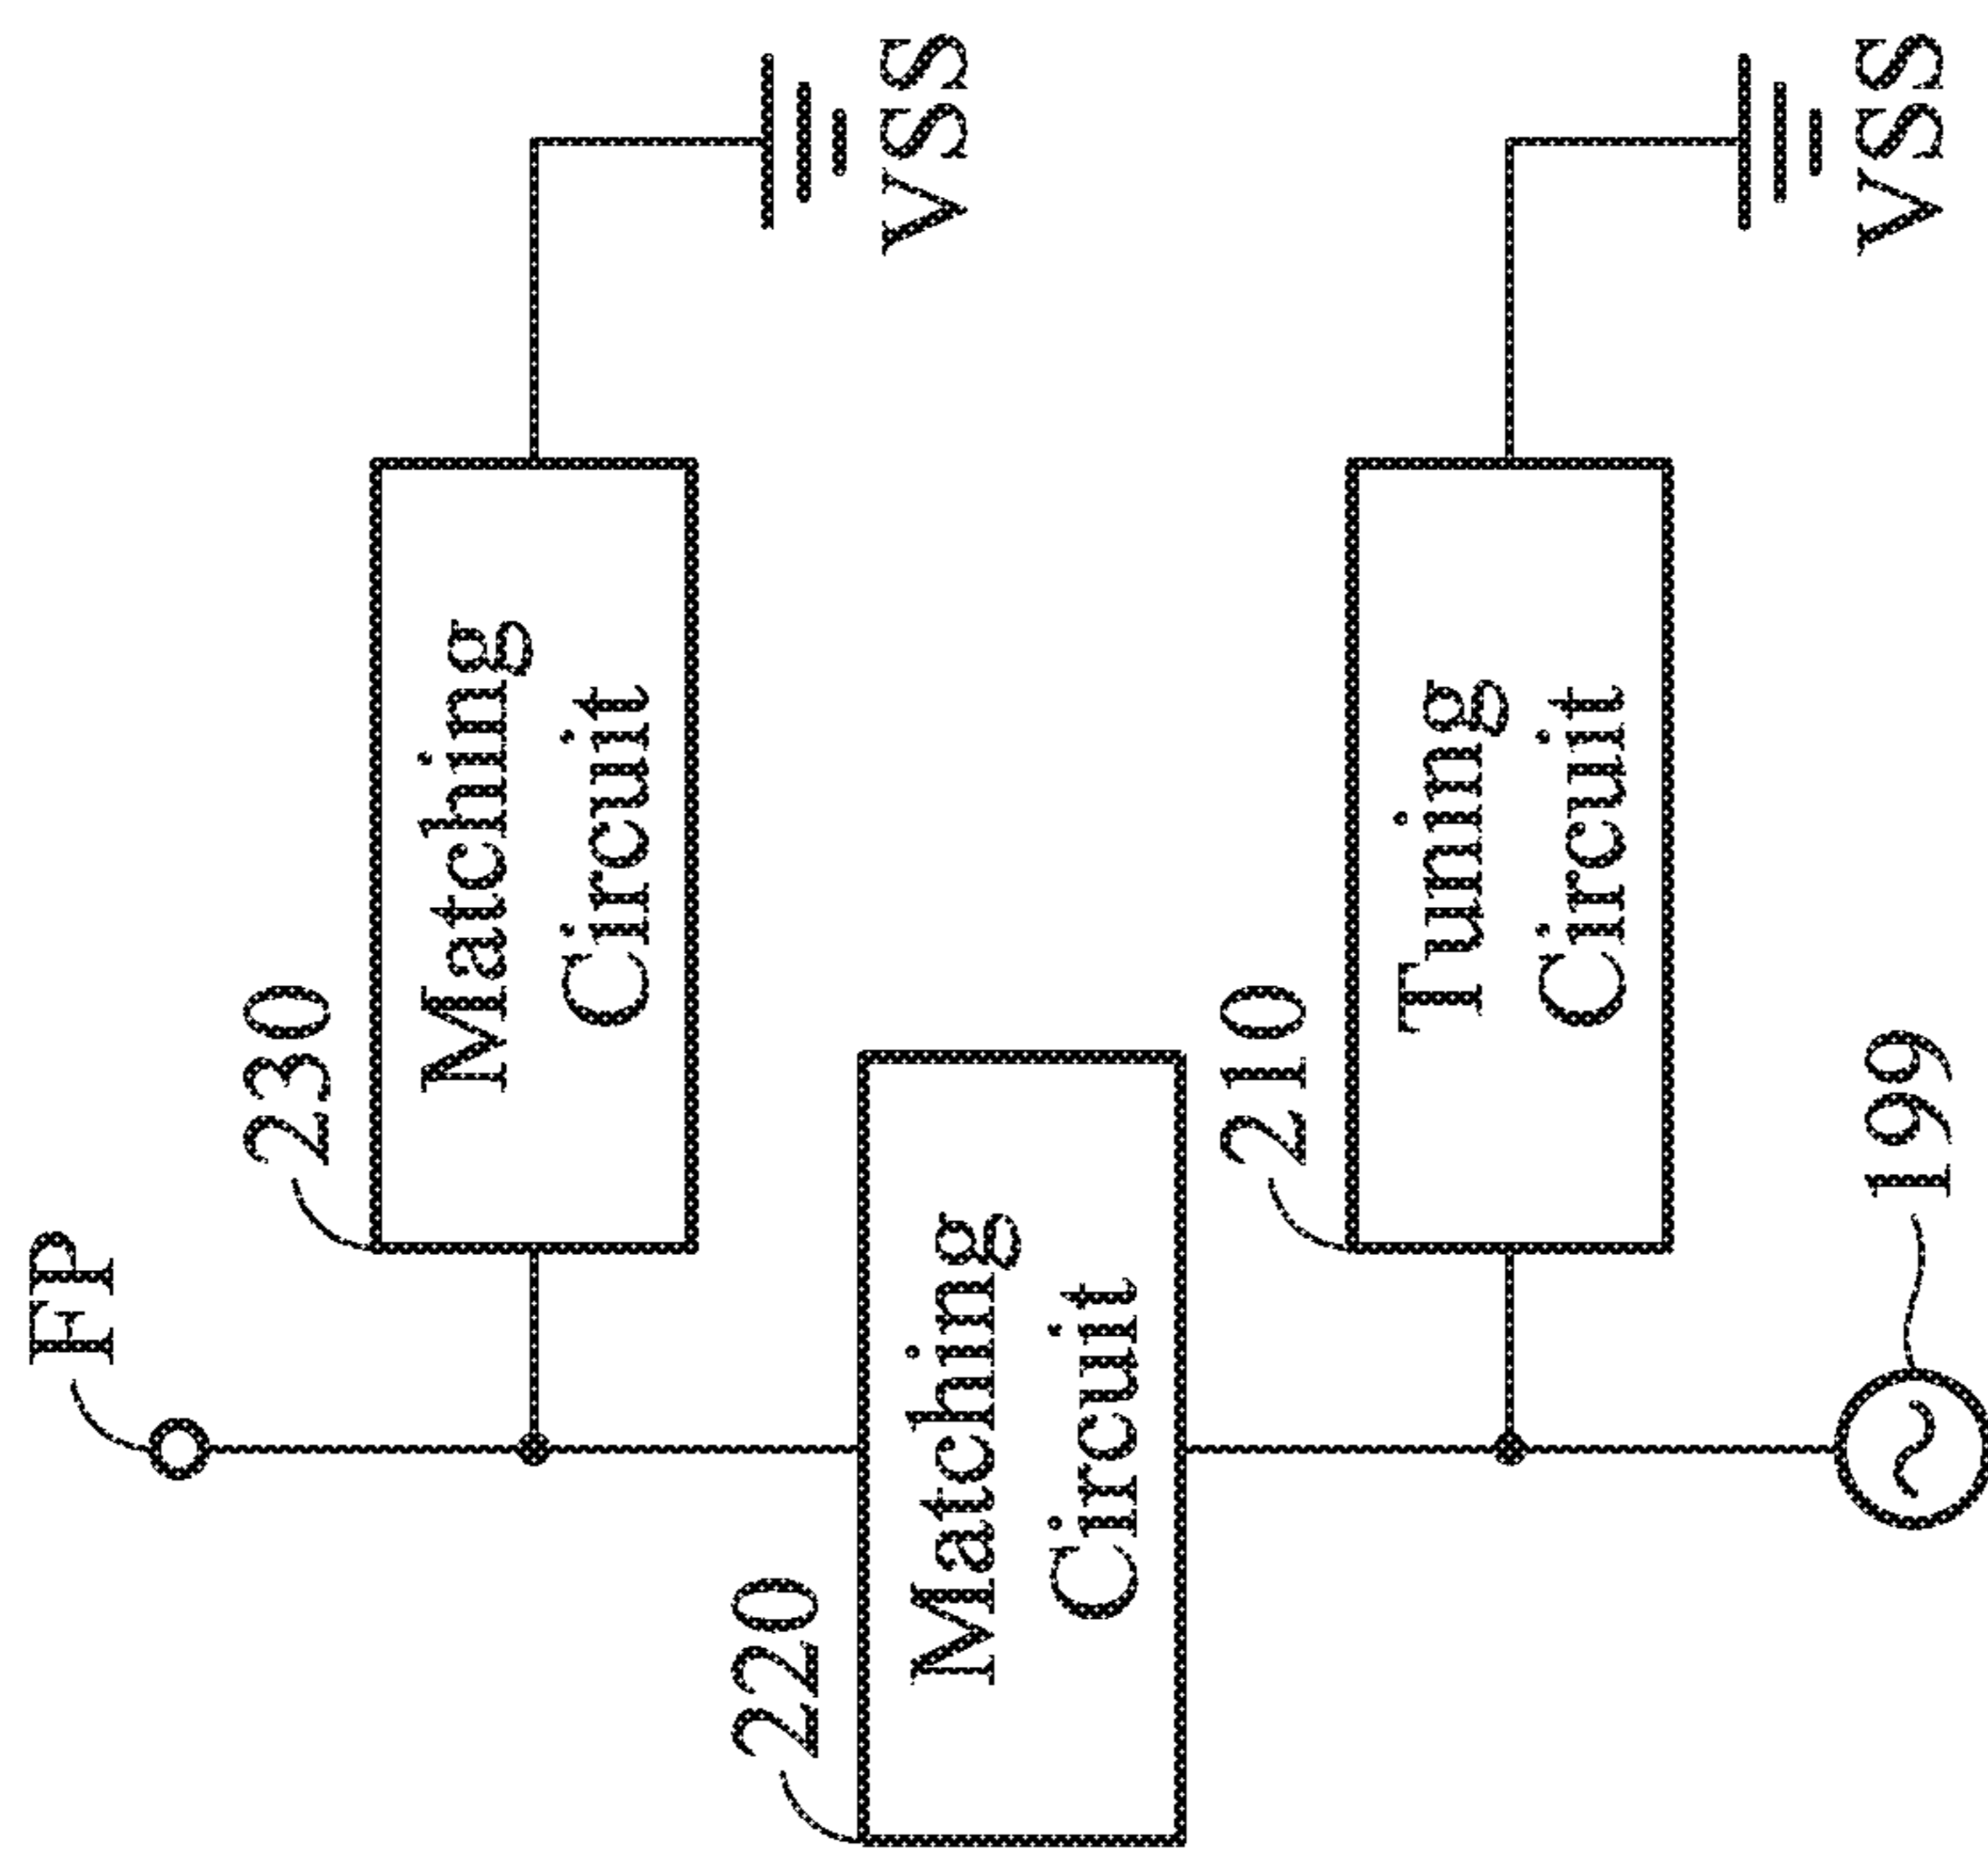 FP
230
Matching
Circuit
VSS
220
Matching
Circuit
210
Tuning
Circuit
VSS
199